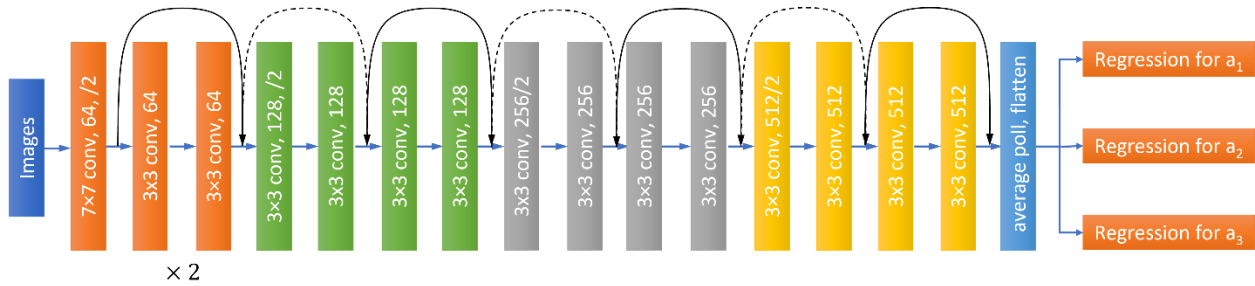 Images
7×7 conv, 64, /2
3×3 conv, 64
3×3 conv, 64
× 2
3×3 conv, 128, /2
3×3 conv, 128
3×3 conv, 128
3×3 conv, 128
3×3 conv, 256/2
3×3 conv, 256
3×3 conv, 256
3×3 conv, 256
3×3 conv, 512/2
3×3 conv, 512
3×3 conv, 512
3×3 conv, 512
average poll, flatten
Regression for a₁
Regression for a₂
Regression for a₃